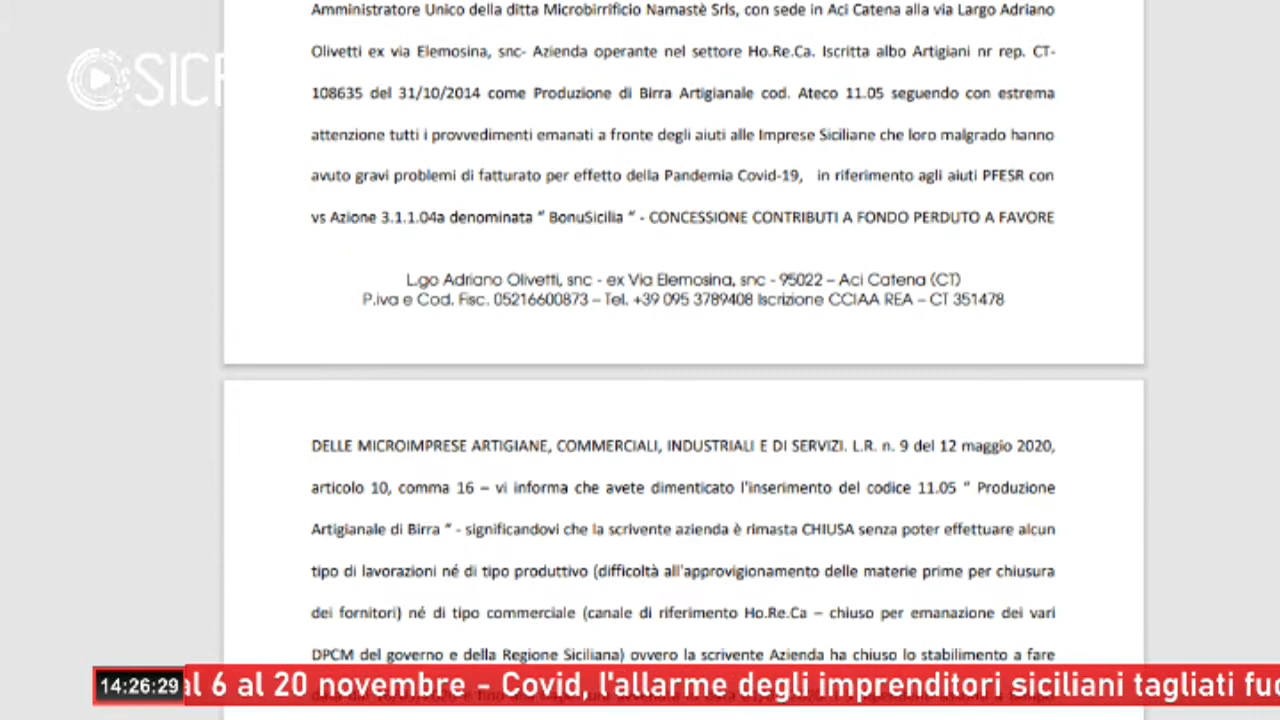 Amministratore Unico della ditta Microbirrificio Namastè Srls, con sede in Aci Catena alla via Largo Adriano
Olivetti ex via Elemosina, snc- Azienda operante nel settore Ho.Re.Ca. Iscritta albo Artigiani nr rep. CT-
SIC
108635 del 31/10/2014 come Produzione di Birra Artigianale cod. Ateco 11.05 seguendo con estrema
attenzione tutti i provvedimenti emanati a fronte degli aiuti alle Imprese Siciliane che loro malgrado hanno
avuto gravi problemi di fatturato per effetto della Pandemia Covid-19, in riferimento agli aiuti PFESR con
vs Azione 3.1.1.04a denominata " BonuSicilia " - CONCESSIONE CONTRIBUTI A FONDO PERDUTO A FAVORE
L.go Adriano Olivetti, snc - ex Via Elemosina, snc - 95022 – Aci Catena (CT)
P.iva e Cod. Fisc. 05216600873 – Tel. +39 095 3789408 Iscrizione CCIAA REA – CT 351478
DELLE MICROIMPRESE ARTIGIANE, COMMERCIALI, INDUSTRIALI E DI SERVIZI. L.R. n. 9 del 12 maggio 2020,
articolo 10, comma 16 – vi informa che avete dimenticato l'inserimento del codice 11.05 " Produzione
Artigianale di Birra " - significandovi che la scrivente azienda è rimasta CHIUSA senza poter effettuare alcun
tipo di lavorazioni né di tipo produttivo (difficoltà all'approvigionamento delle materie prime per chiusura
dei fornitori) né di tipo commerciale (canale di riferimento Ho.Re.Ca – chiuso per emanazione dei vari
DPCM del governo e della Regione Siciliana) ovvero la scrivente Azienda ha chiuso lo stabilimento a fare
14:26:29 al 6 al 20 novembre - Covid, l'allarme degli imprenditori siciliani tagliati fuo